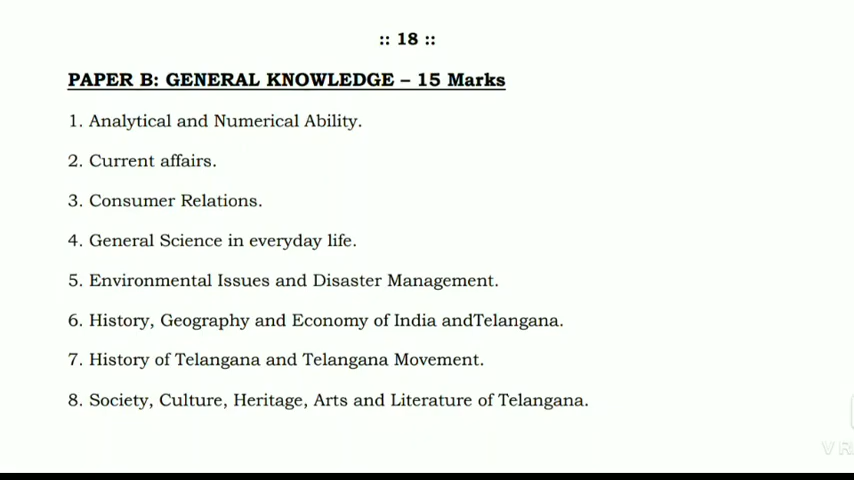 :: 18 ::
PAPER B: GENERAL KNOWLEDGE – 15 Marks
1. Analytical and Numerical Ability.
2. Current affairs.
3. Consumer Relations.
4. General Science in everyday life.
5. Environmental Issues and Disaster Management.
6. History, Geography and Economy of India andTelangana.
7. History of Telangana and Telangana Movement.
8. Society, Culture, Heritage, Arts and Literature of Telangana.